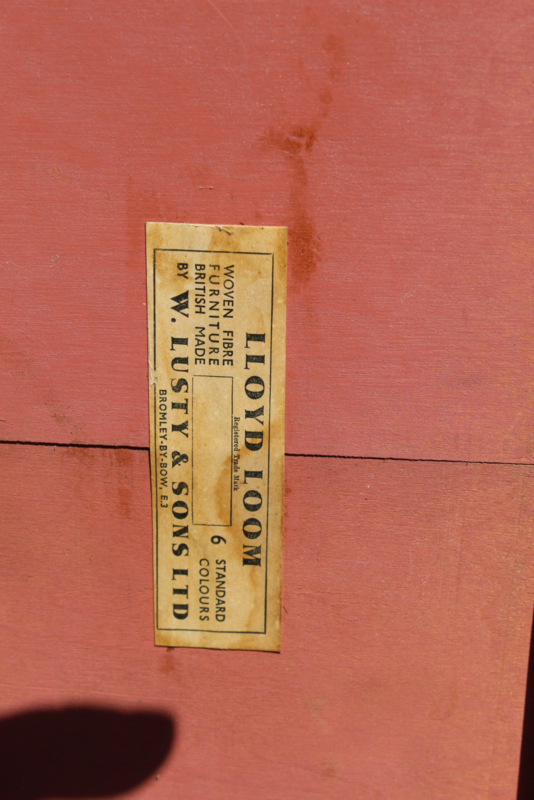 LLOYD LOOM
Registered Trade Mark
WOVEN FIBRE
FURNITURE
BRITISH MADE
6 STANDARD
COLOURS
BY W. LUSTY & SONS LTD
BROMLEY-BY-BOW, E.3